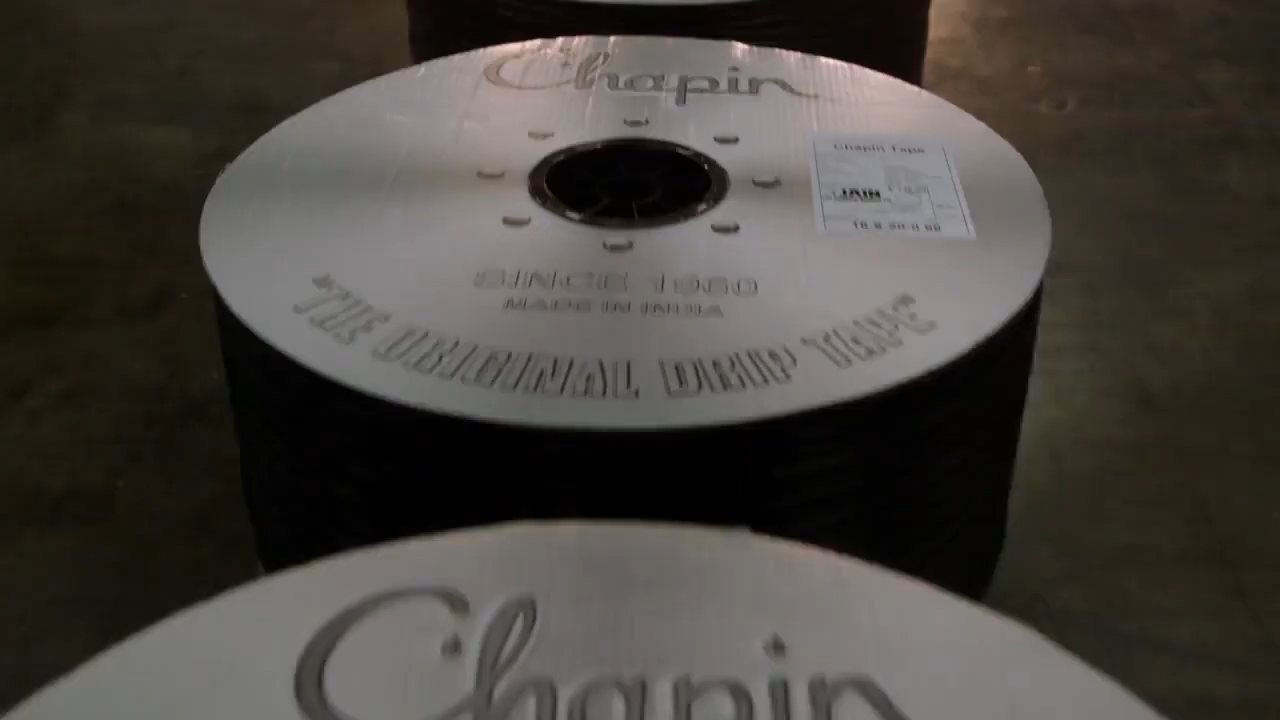 Chapin
Chapin Tape
JAIN
SINCE 1960
MADE IN INDIA
"THE ORIGINAL DRIP TAPE"
Chapin